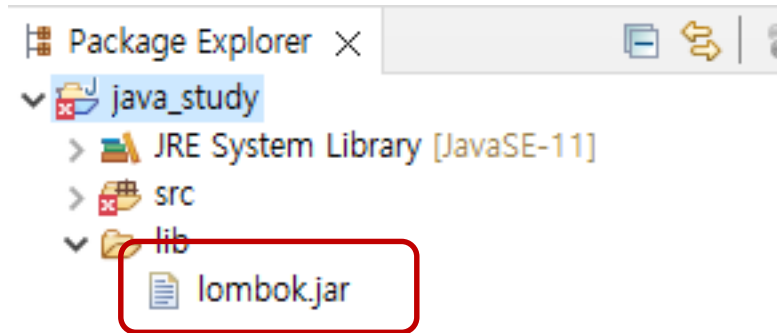 Package Explorer
java_study
JRE System Library [JavaSE-11]
src
lib
lombok.jar